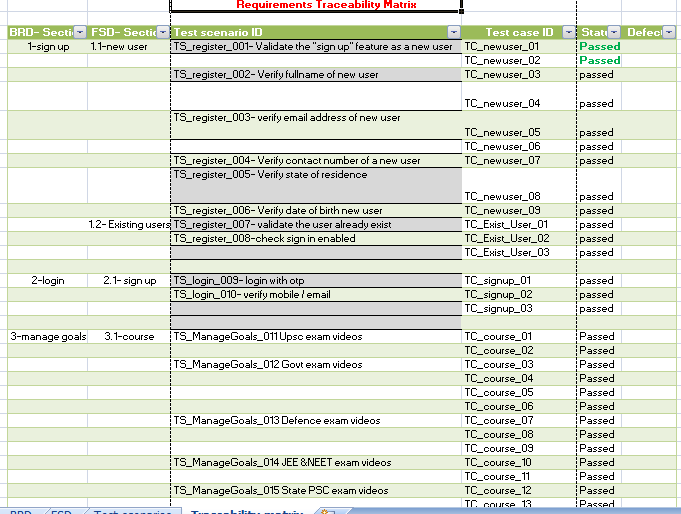 Requirements Traceability Matrix
BRD- Secti FSD- Sectic Test scenario ID Test case ID Statu Defect
1-sign up 1.1-new user TS_register_001- Validate the "sign up" feature as a new user TC_newuser_01 Passed
TC_newuser_02 Passed
TS_register_002- Verify fullname of new user TC_newuser_03 passed
TC_newuser_04 passed
TS_register_003- verify email address of new user
TC_newuser_05 passed
TC_newuser_06 passed
TS_register_004- Verify contact number of a new user TC_newuser_07 passed
TS_register_005- Verify state of residence
TC_newuser_08 passed
TS_register_006- Verify date of birth new user TC_newuser_09 passed
1.2- Existing users TS_register_007- validate the user already exist TC_Exist_User_01 passed
TS_register_008-check sign in enabled TC_Exist_User_02 passed
TC_Exist_User_03 passed
2-login 2.1- sign up TS_login_009- login with otp TC_signup_01 passed
TS_login_010- verify mobile / email TC_signup_02 passed
TC_signup_03 passed
3-manage goals 3.1-course TS_ManageGoals_011 Upsc exam videos TC_course_01 Passed
TC_course_02 Passed
TS_ManageGoals_012 Govt exam videos TC_course_03 Passed
TC_course_04 Passed
TC_course_05 Passed
TC_course_06 Passed
TS_ManageGoals_013 Defence exam videos TC_course_07 Passed
TC_course_08 Passed
TC_course_09 Passed
TS_ManageGoals_014 JEE &NEET exam videos TC_course_10 Passed
TC_course_11 Passed
TS_ManageGoals_015 State PSC exam videos TC_course_12 Passed
TC_course_13 Passed
BRD FSD Test scenarios Traceability matrix